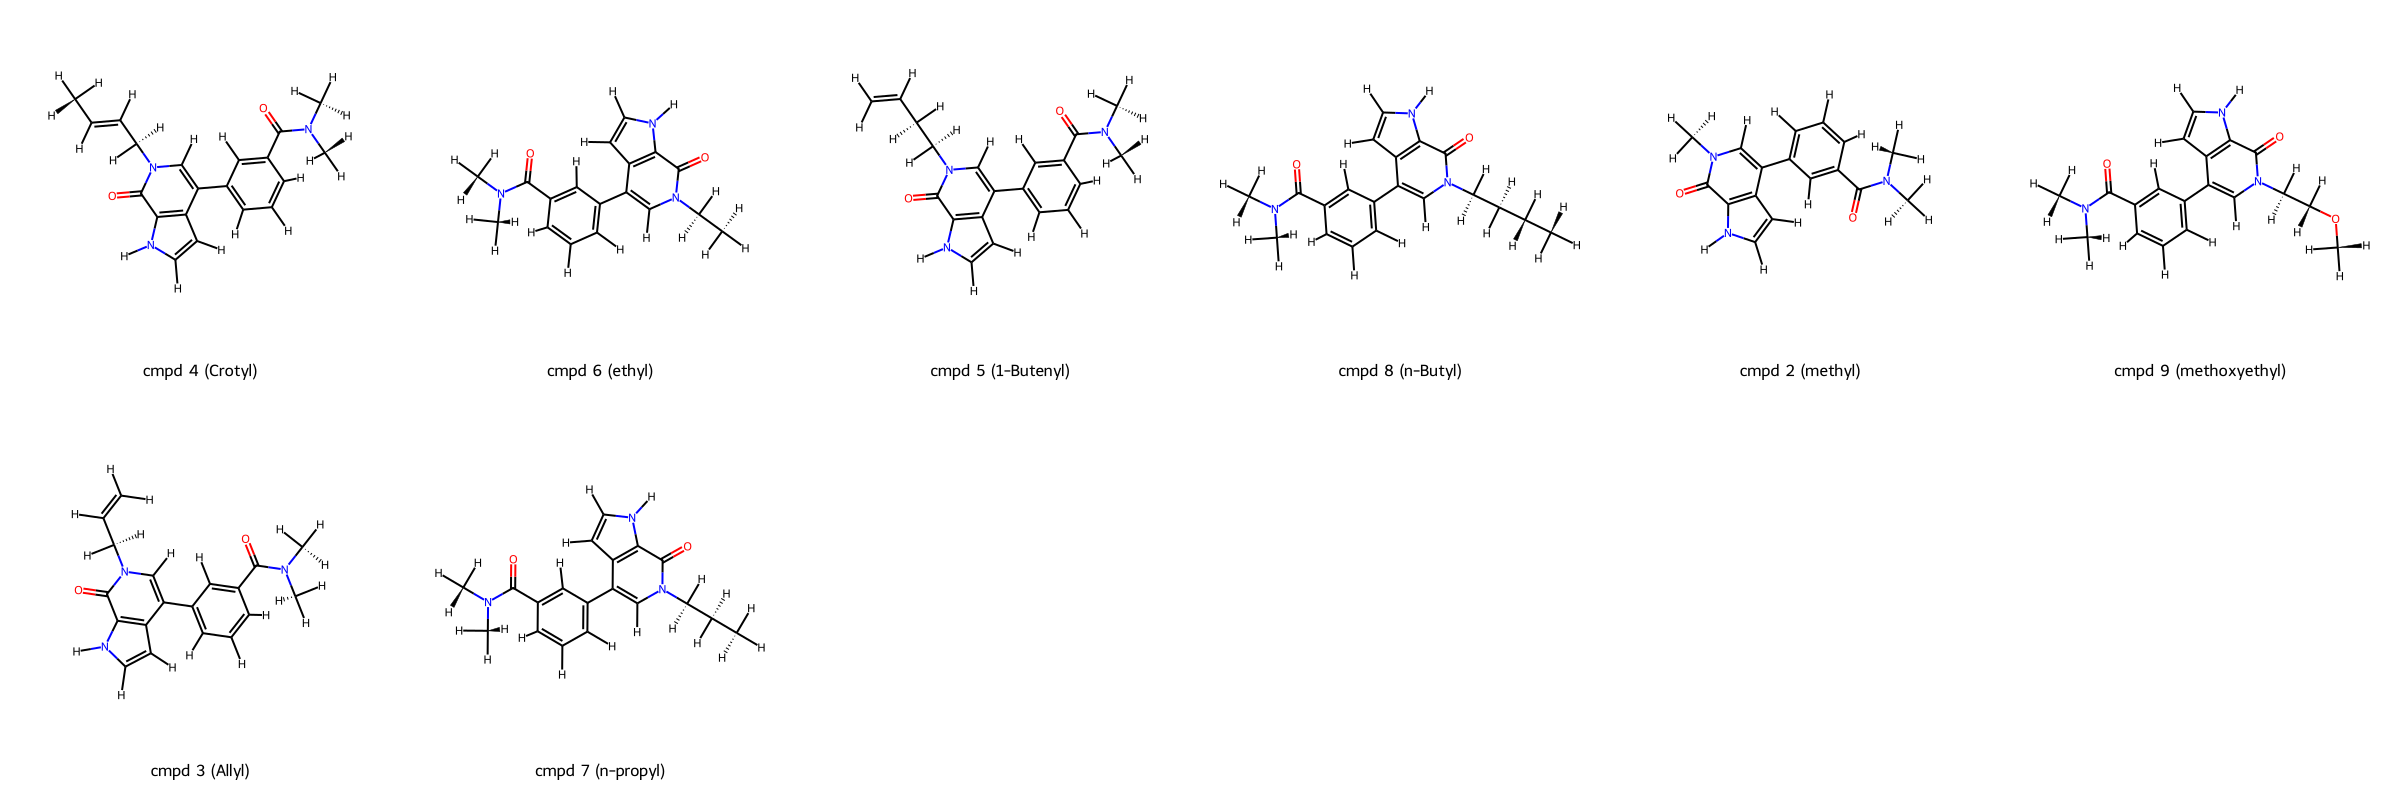 cmpd 4 (Crotyl)
cmpd 6 (ethyl)
cmpd 5 (1-Butenyl)
cmpd 8 (n-Butyl)
cmpd 2 (methyl)
cmpd 9 (methoxyethyl)
cmpd 3 (Allyl)
cmpd 7 (n-propyl)